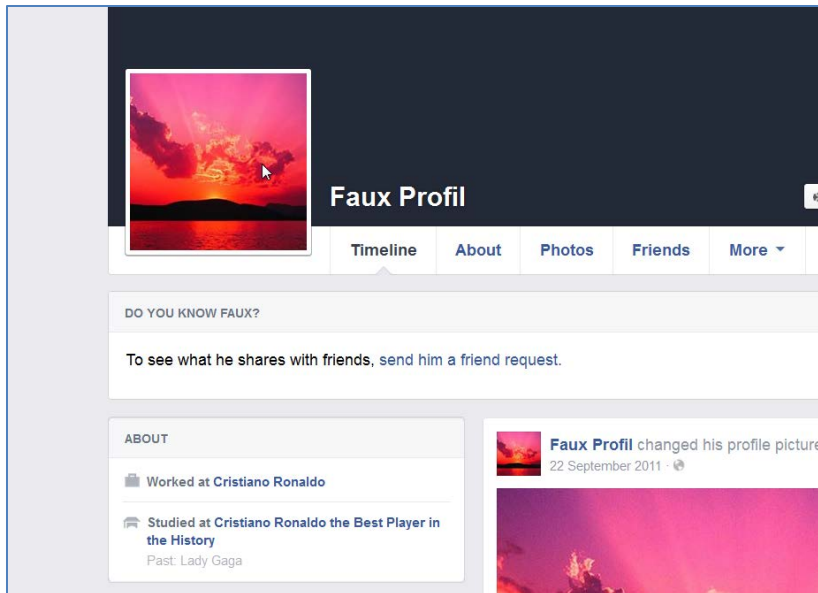 Faux Profil
Timeline About Photos Friends More
DO YOU KNOW FAUX?
To see what he shares with friends, send him a friend request.
ABOUT
Worked at Cristiano Ronaldo
Studied at Cristiano Ronaldo the Best Player in
the History
Past: Lady Gaga
Faux Profil changed his profile picture
22 September 2011 ·